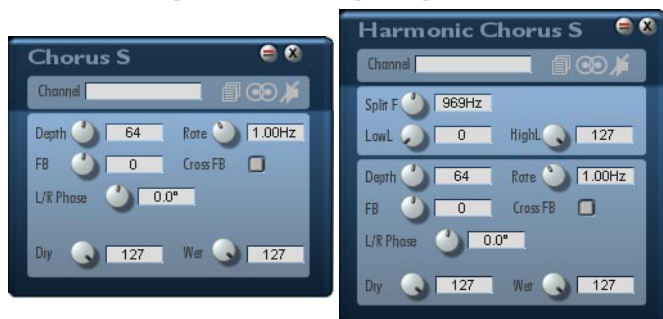 Chorus S
Channel
Depth 64 Rate 1.00Hz
FB 0 Cross FB
L/R Phase 0.0°
Dry 127 Wet 127
Harmonic Chorus S
Channel
Split F 969Hz
LowL 0 HighL 127
Depth 64 Rate 1.00Hz
FB 0 Cross FB
L/R Phase 0.0°
Dry 127 Wet 127